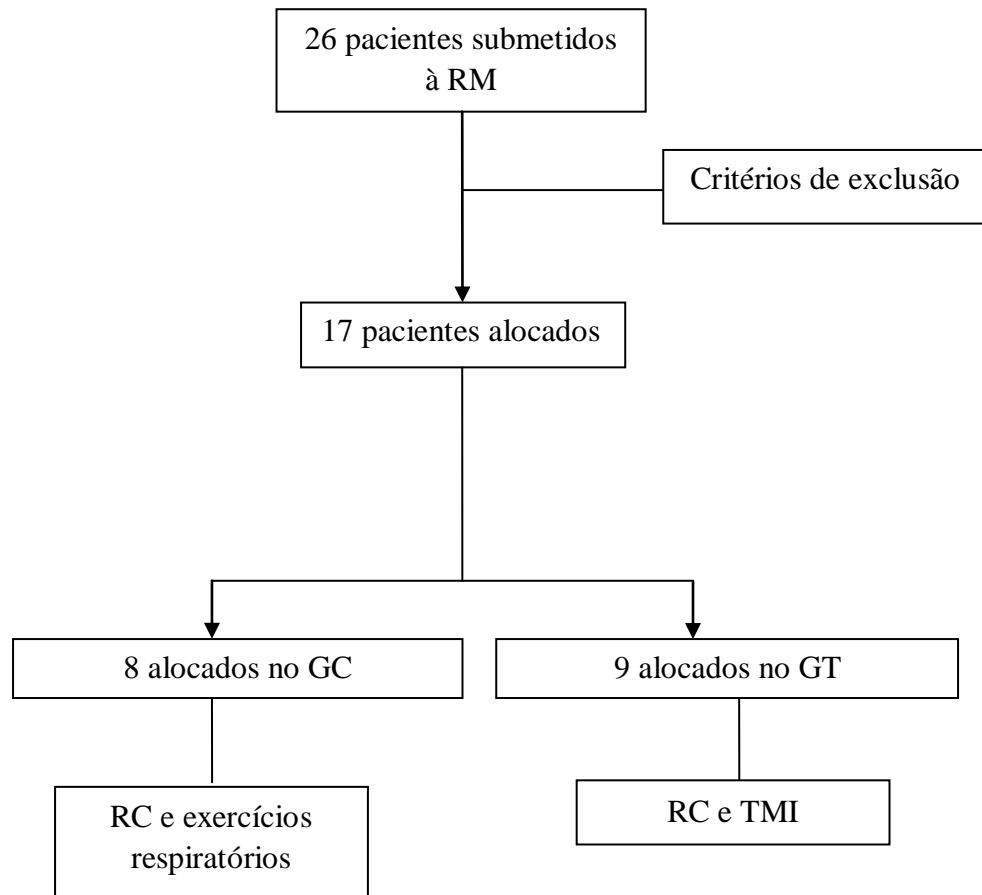 26 pacientes submetidos
à RM
Critérios de exclusão
17 pacientes alocados
8 alocados no GC
9 alocados no GT
RC e exercícios
respiratórios
RC e TMI